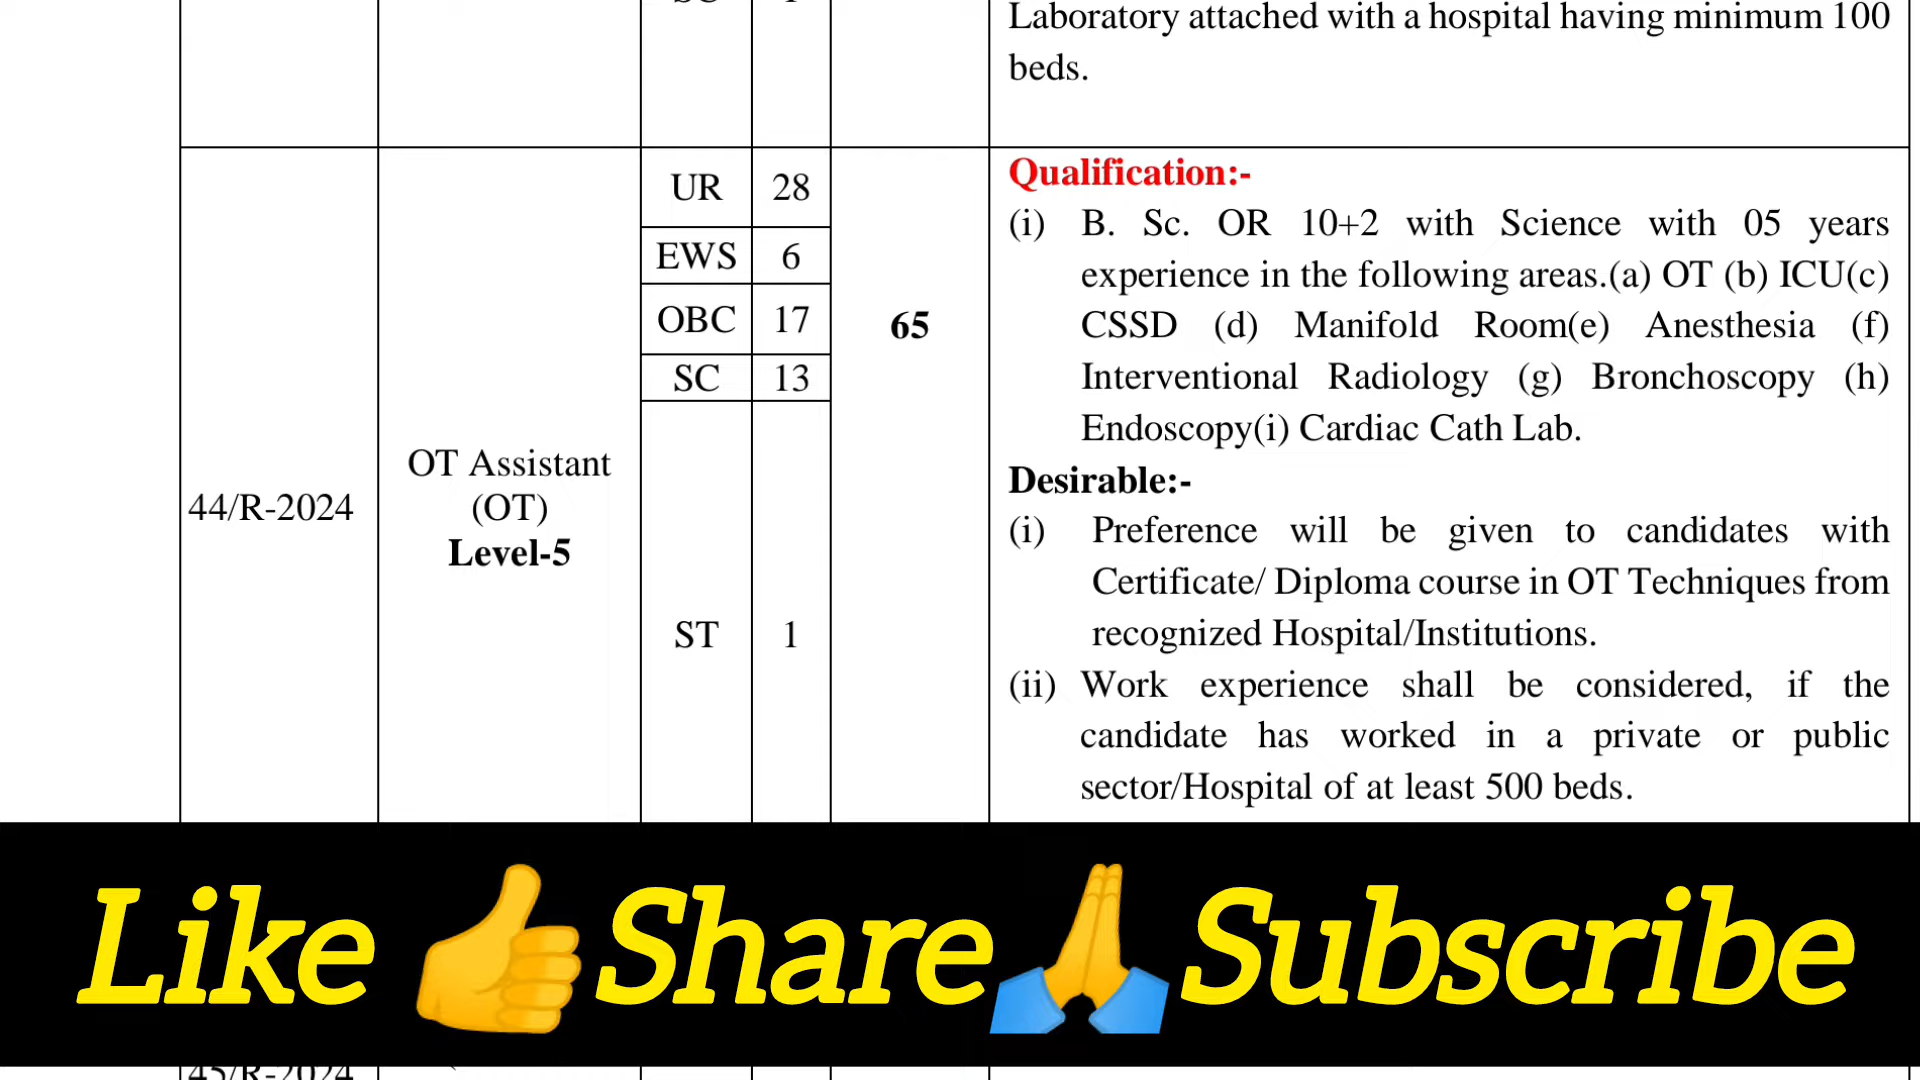 Laboratory attached with a hospital having minimum 100
beds.
44/R-2024
OT Assistant
(OT)
Level-5
UR 28
EWS 6
OBC 17
SC 13
ST 1
65
Qualification:-
(i) B. Sc. OR 10+2 with Science with 05 years
experience in the following areas.(a) OT (b) ICU(c)
CSSD (d) Manifold Room(e) Anesthesia (f)
Interventional Radiology (g) Bronchoscopy (h)
Endoscopy(i) Cardiac Cath Lab.
Desirable:-
(i) Preference will be given to candidates with
Certificate/ Diploma course in OT Techniques from
recognized Hospital/Institutions.
(ii) Work experience shall be considered, if the
candidate has worked in a private or public
sector/Hospital of at least 500 beds.
Like 👍Share🙏Subscribe
45/R-2024